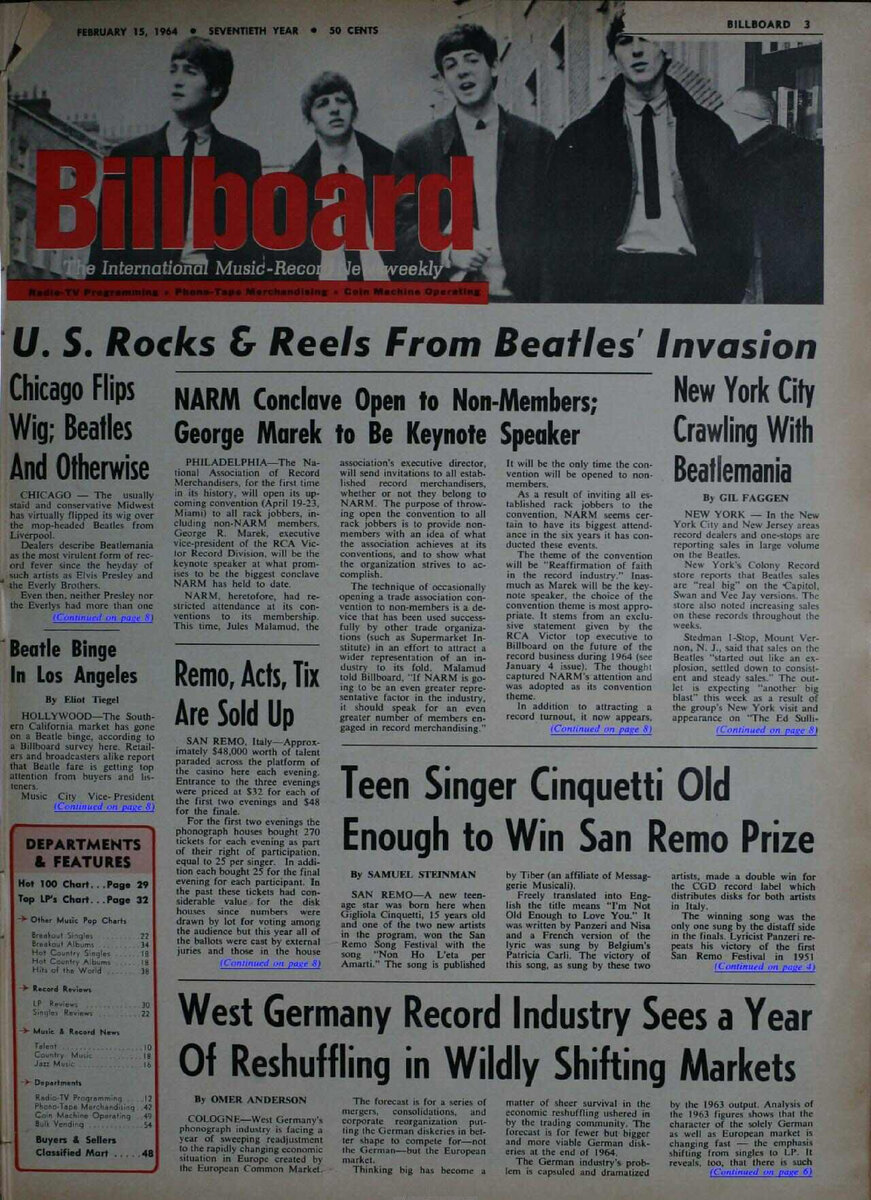 FEBRUARY 15, 1964 • SEVENTIETH YEAR • 50 CENTS
BILLBOARD 3
Billboard
The International Music-Record Newsweekly
Radio-TV Programming • Phono-Tape Merchandising • Coin Machine Operating
U. S. Rocks & Reels From Beatles' Invasion
Chicago Flips
Wig; Beatles
And Otherwise
CHICAGO — The usually
staid and conservative Midwest
has virtually flipped its wig over
the mop-headed Beatles from
Liverpool.
Dealers describe Beatlemania
as the most virulent form of rec-
ord fever since the heyday of
such artists as Elvis Presley and
the Everly Brothers.
Even then, neither Presley nor
the Everlys had more than one
(Continued on page 8)
Beatle Binge
In Los Angeles
By Eliot Tiegel
HOLLYWOOD—The South-
ern California market has gone
on a Beatle binge, according to
a Billboard survey here. Retail-
ers and broadcasters alike report
that Beatle fare is getting top
attention from buyers and lis-
teners.
Music City Vice-President
(Continued on page 8)
DEPARTMENTS
& FEATURES
Hot 100 Chart...Page 29
Top LP's Chart...Page 32
Other Music Pop Charts
Breakout Singles 22
Breakout Albums 34
Hot Country Singles 18
Hot Country Albums 18
Hits of the World 38
Record Reviews
LP Reviews 30
Singles Reviews 22
Music & Record News
Talent 10
Country Music 18
Jazz Music 16
Departments
Radio-TV Programming 12
Phono-Tape Merchandising 42
Coin Machine Operating 49
Bulk Vending 54
Buyers & Sellers
Classified Mart .....48
NARM Conclave Open to Non-Members;
George Marek to Be Keynote Speaker
PHILADELPHIA—The Na-
tional Association of Record
Merchandisers, for the first time
in its history, will open its up-
coming convention (April 19-23,
Miami) to all rack jobbers, in-
cluding non-NARM members.
George R. Marek, executive
vice-president of the RCA Vic-
tor Record Division, will be the
keynote speaker at what prom-
ises to be the biggest conclave
NARM has held to date.
NARM, heretofore, had re-
stricted attendance at its con-
ventions to its membership.
This time, Jules Malamud, the
association's executive director,
will send invitations to all estab-
lished record merchandisers,
whether or not they belong to
NARM. The purpose of throw-
ing open the convention to all
rack jobbers is to provide non-
members with an idea of what
the association achieves at its
conventions, and to show what
the organization strives to ac-
complish.
The technique of occasionally
opening a trade association con-
vention to non-members is a de-
vice that has been used success-
fully by other trade organiza-
tions (such as Supermarket In-
stitute) in an effort to attract a
wider representation of an in-
dustry to its fold. Malamud
told Billboard, "If NARM is go-
ing to be an even greater repre-
sentative factor in the industry,
it should speak for an even
greater number of members en-
gaged in record merchandising."
It will be the only time the con-
vention will be opened to non-
members.
As a result of inviting all es-
tablished rack jobbers to the
convention, NARM seems cer-
tain to have its biggest attend-
ance in the six years it has con-
ducted these events.
The theme of the convention
will be "Reaffirmation of faith
in the record industry." Inas-
much as Marek will be the key-
note speaker, the choice of the
convention theme is most appro-
priate. It stems from an exclu-
sive statement given by the
RCA Victor top executive to
Billboard on the future of the
record business during 1964 (see
January 4 issue). The thought
captured NARM's attention and
was adopted as its convention
theme.
In addition to attracting a
record turnout, it now appears,
(Continued on page 8)
New York City
Crawling With
Beatlemania
By GIL FAGGEN
NEW YORK — In the New
York City and New Jersey areas
record dealers and one-stops are
reporting sales in large volume
on the Beatles.
New York's Colony Record
store reports that Beatles sales
are "real big" on the Capitol,
Swan and Vee Jay versions. The
store also noted increasing sales
on these records throughout the
weeks.
Stedman 1-Stop, Mount Ver-
non, N. J., said that sales on the
Beatles "started out like an ex-
plosion, settled down to consist-
ent and steady sales." The out-
let is expecting "another big
blast" this week as a result of
the group's New York visit and
appearance on "The Ed Sulli-
(Continued on page 8)
Remo, Acts, Tix
Are Sold Up
SAN REMO, Italy—Approx-
imately $48,000 worth of talent
paraded across the platform of
the casino here each evening.
Entrance to the three evenings
were priced at $32 for each of
the first two evenings and $48
for the finale.
For the first two evenings the
phonograph houses bought 270
tickets for each evening as part
of their right of participation,
equal to 25 per singer. In addi-
tion each bought 25 for the final
evening for each participant. In
the past these tickets had con-
siderable value for the disk
houses since numbers were
drawn by lot for voting among
the audience but this year all of
the ballots were cast by external
juries and those in the house
(Continued on page 8)
Teen Singer Cinquetti Old
Enough to Win San Remo Prize
By SAMUEL STEINMAN
SAN REMO—A new teen-
age star was born here when
Gigliola Cinquetti, 15 years old
and one of the two new artists
in the program, won the San
Remo Song Festival with the
song "Non Ho L'eta per
Amarti." The song is published
by Tiber (an affiliate of Messag-
gerie Musicali).
Freely translated into Eng-
lish the title means "I'm Not
Old Enough to Love You." It
was written by Panzeri and Nisa
and a French version of the
lyric was sung by Belgium's
Patricia Carli. The victory of
this song, as sung by these two
artists, made a double win for
the CGD record label which
distributes disks for both artists
in Italy.
The winning song was the
only one sung by the distaff side
in the finals. Lyricist Panzeri re-
peats his victory of the first
San Remo Festival in 1951
(Continued on page 4)
West Germany Record Industry Sees a Year
Of Reshuffling in Wildly Shifting Markets
By OMER ANDERSON
COLOGNE—West Germany's
phonograph industry is facing a
year of sweeping readjustment
to the rapidly changing economic
situation in Europe created by
the European Common Market.
The forecast is for a series of
mergers, consolidations, and
corporate reorganization put-
ting the German diskeries in bet-
ter shape to compete for—not
the German—but the European
market.
Thinking big has become a
matter of sheer survival in the
economic reshuffling ushered in
by the trading community. The
forecast is for fewer but bigger
and more viable German disk-
eries at the end of 1964.
The German industry's prob-
lem is capsuled and dramatized
by the 1963 output. Analysis of
the 1963 figures shows that the
character of the solely German
as well as European market is
changing fast — the emphasis
shifting from singles to LP. It
reveals, too, that there is such
(Continued on page 6)